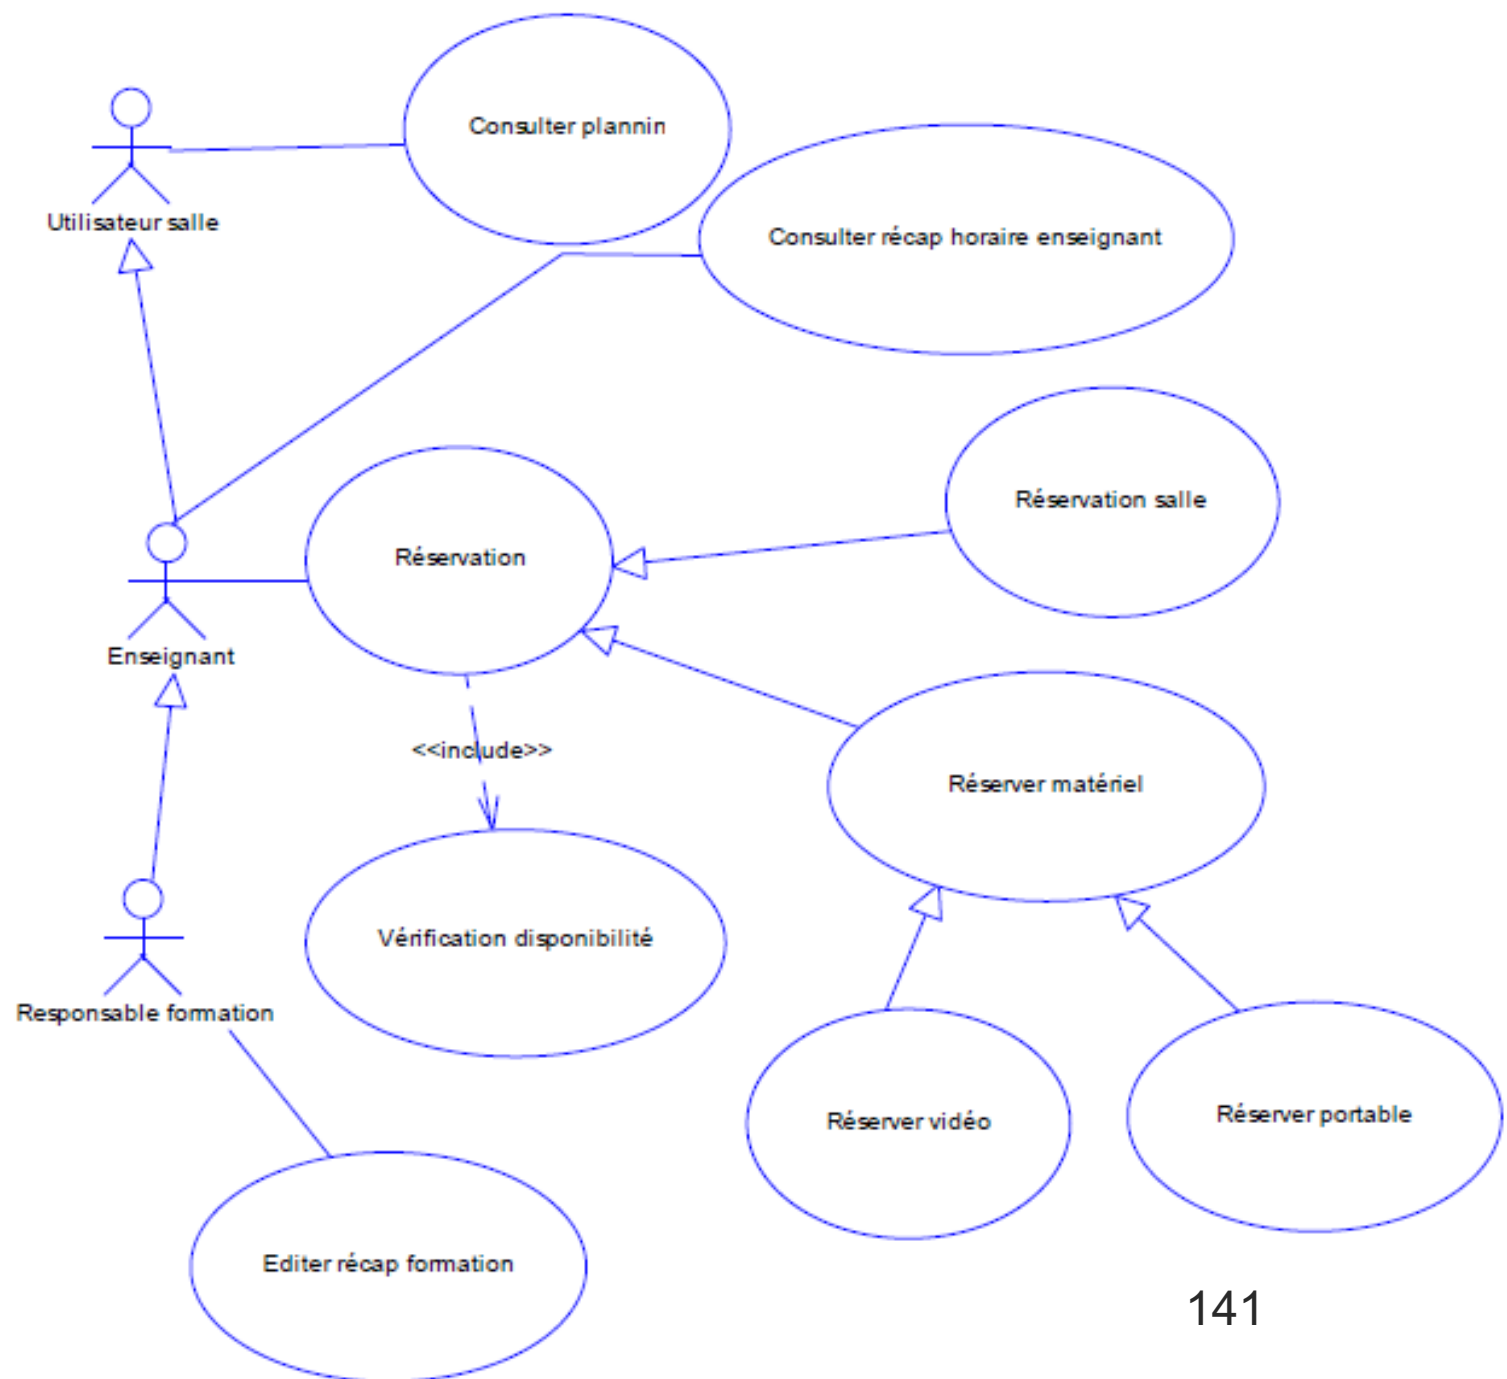 Consulter plannin
Utilisateur salle
Consulter récap horaire enseignant
Réservation salle
Réservation
Enseignant
<<include>>
Réserver matériel
Vérification disponibilité
Responsable formation
Réserver vidéo
Réserver portable
Editer récap formation
141